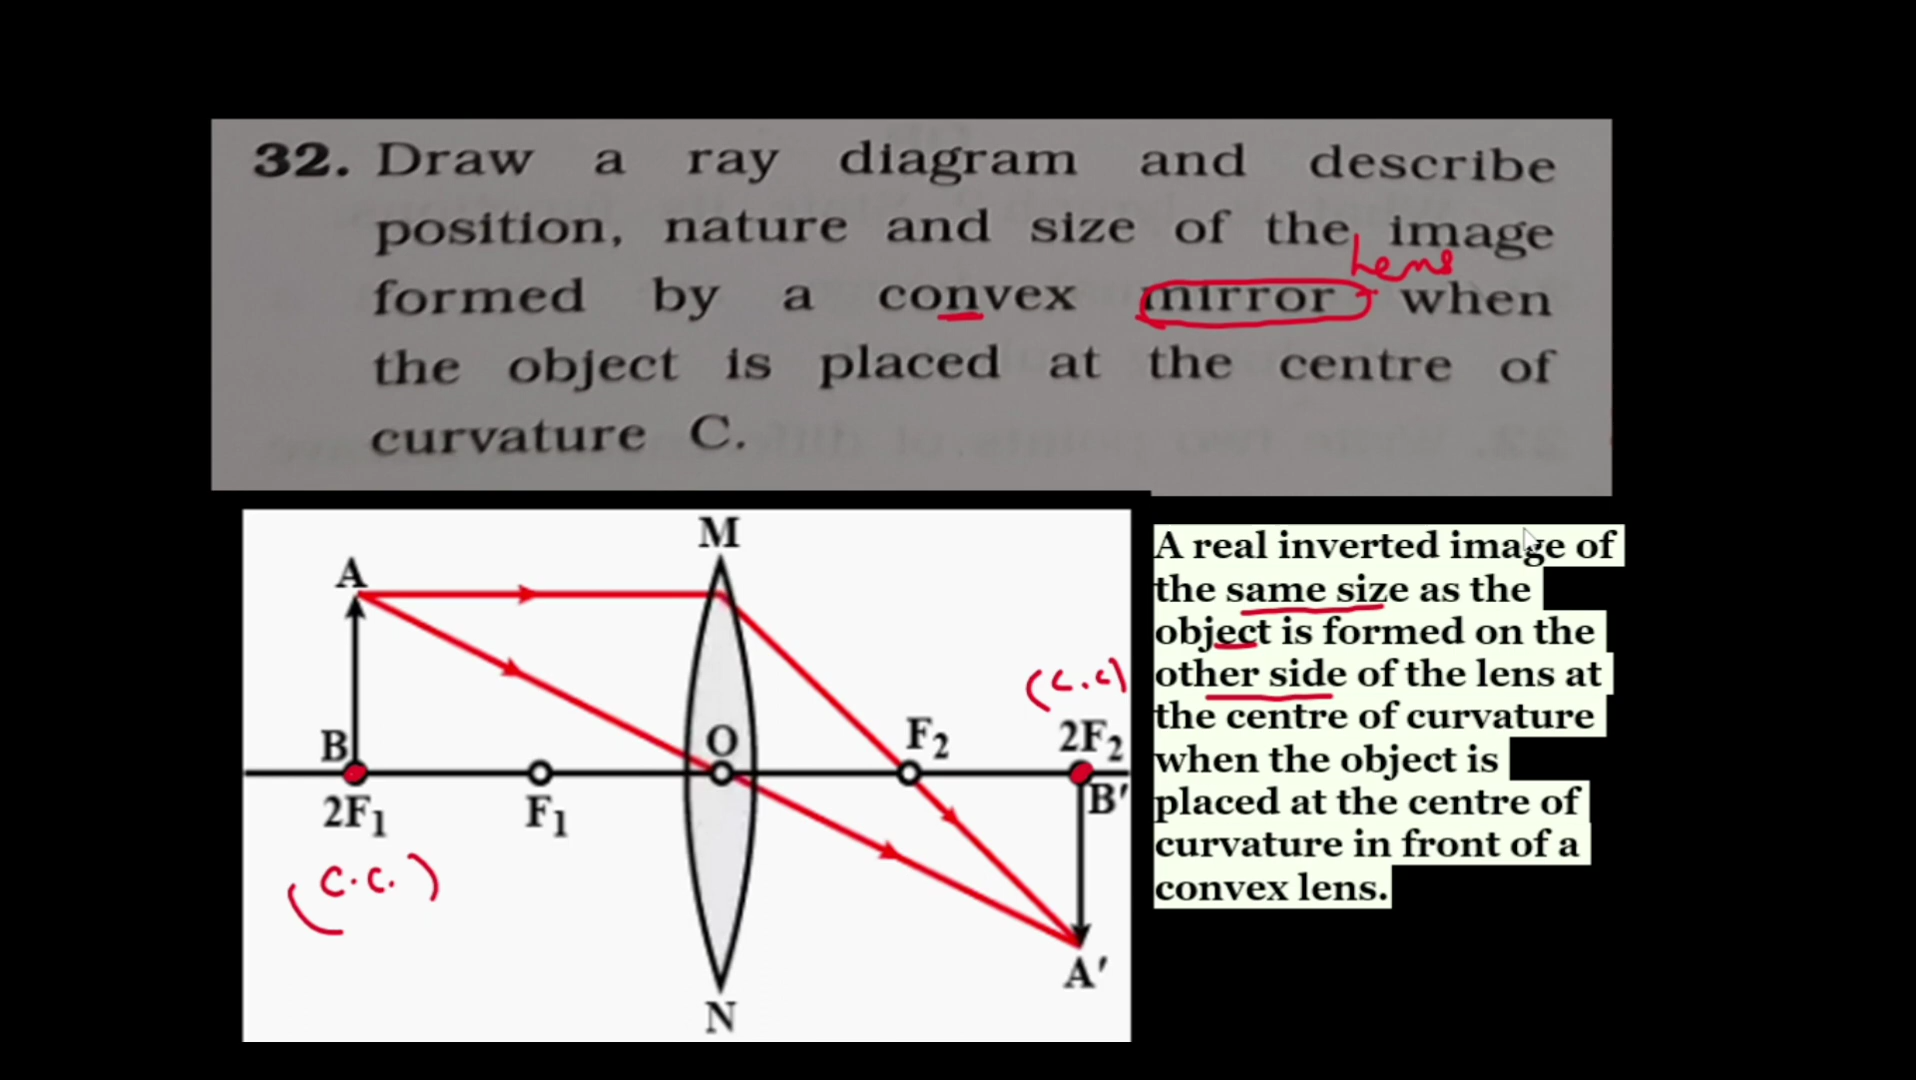 32. Draw a ray diagram and describe
position, nature and size of the image
Lens
formed by a convex mirror when
the object is placed at the centre of
curvature C.
M
A
B
O
F2
2F2
(C.C)
B'
2F1
F1
(C.C.)
A'
N
A real inverted image of
the same size as the
object is formed on the
other side of the lens at
the centre of curvature
when the object is
placed at the centre of
curvature in front of a
convex lens.